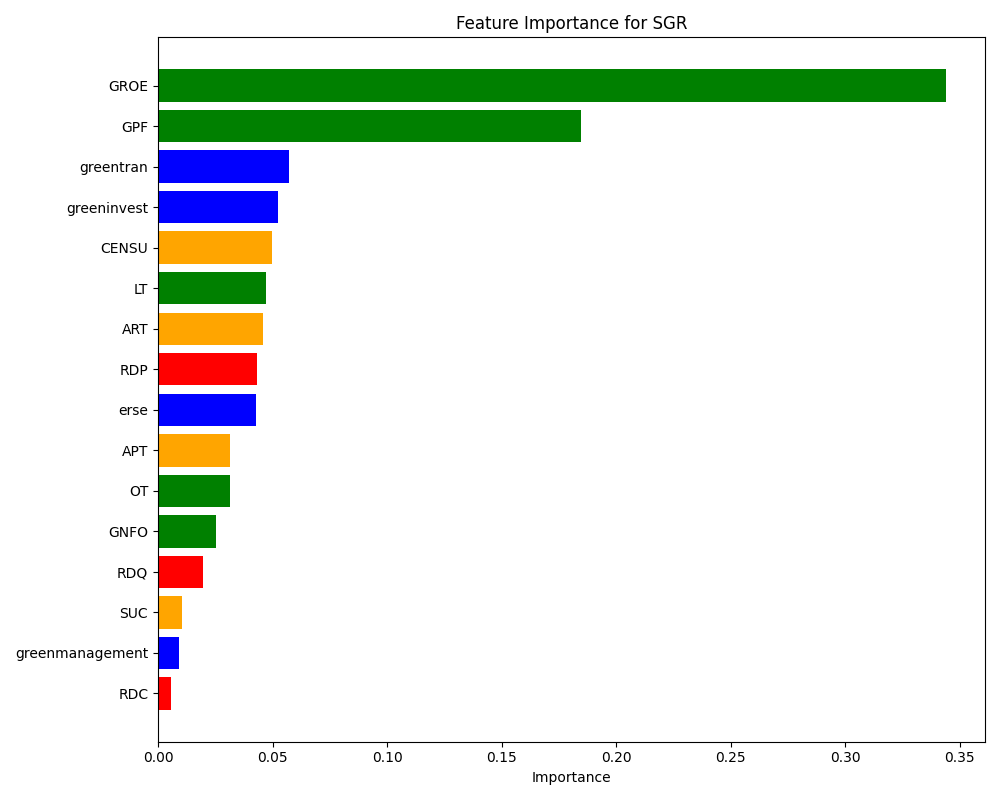 Feature Importance for SGR
GROE
GPF
greentran
greeninvest
CENSU
LT
ART
RDP
erse
APT
OT
GNFO
RDQ
SUC
greenmanagement
RDC
0.00 0.05 0.10 0.15 0.20 0.25 0.30 0.35
Importance